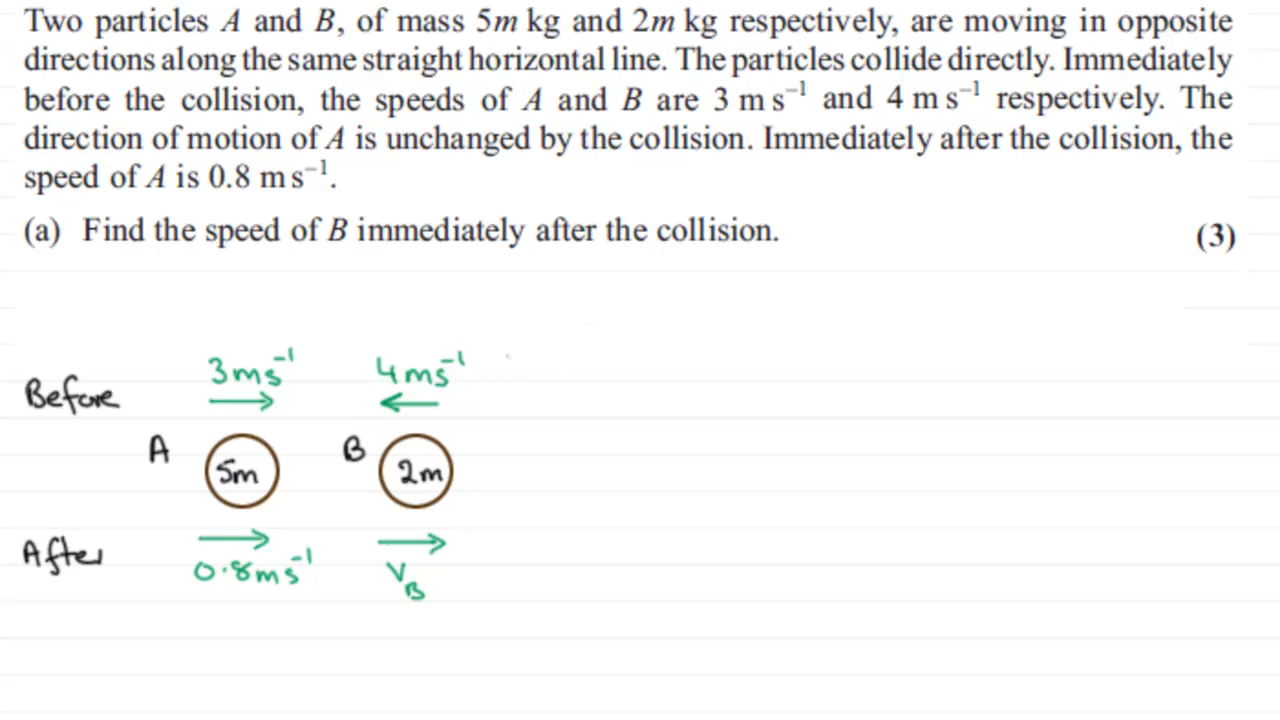 Two particles A and B, of mass 5m kg and 2m kg respectively, are moving in opposite
directions along the same straight horizontal line. The particles collide directly. Immediately
before the collision, the speeds of A and B are 3 m s⁻¹ and 4 m s⁻¹ respectively. The
direction of motion of A is unchanged by the collision. Immediately after the collision, the
speed of A is 0.8 m s⁻¹.
(a) Find the speed of B immediately after the collision. (3)
3ms⁻¹ 4ms⁻¹
Before
A 5m B 2m
After
0.8ms⁻¹ V_B